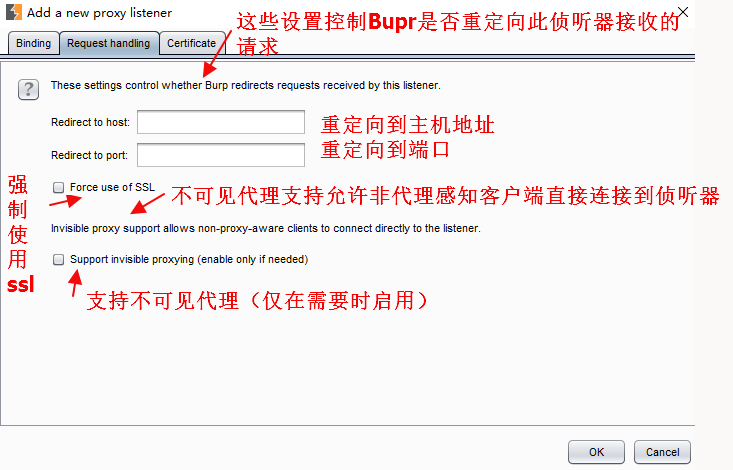 Add a new proxy listener
这些设置控制Bupr是否重定向此侦听器接收的
请求
Binding
Request handling
Certificate
These settings control whether Burp redirects requests received by this listener.
Redirect to host:
重定向到主机地址
Redirect to port:
重定向到端口
强制使用ssl
Force use of SSL
不可见代理支持允许非代理感知客户端直接连接到侦听器
Invisible proxy support allows non-proxy-aware clients to connect directly to the listener.
Support invisible proxying (enable only if needed)
支持不可见代理（仅在需要时启用）
OK
Cancel